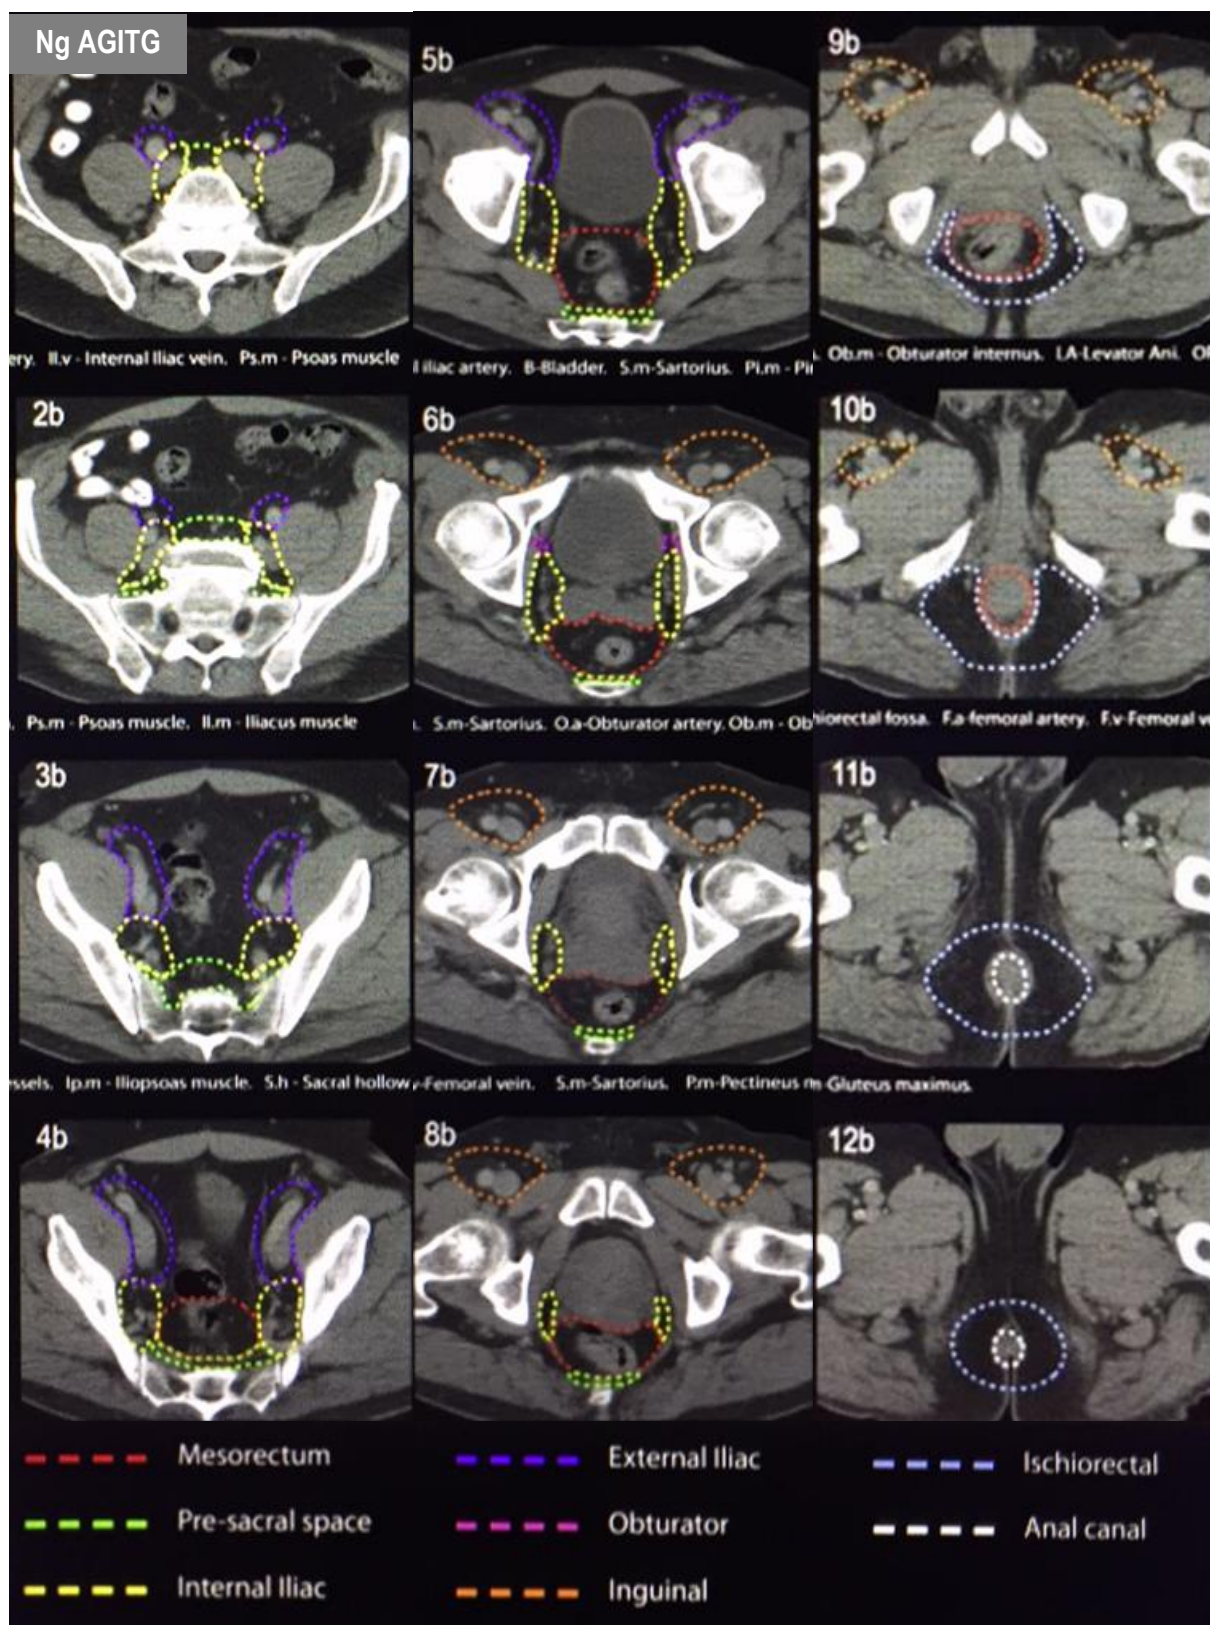 Ng AGITG
ery. Il.v - Internal Iliac vein. Ps.m - Psoas muscle
2b
Ps.m - Psoas muscle. Il.m - Iliacus muscle
3b
ssels. Ip.m - Iliopsoas muscle. S.h - Sacral hollow
4b
5b
l iliac artery. B-Bladder. S.m-Sartorius. Pi.m - Pi
6b
S.m-Sartorius. O.a-Obturator artery. Ob.m - Ob
7b
-Femoral vein. S.m-Sartorius. P.m-Pectineus m
8b
9b
Ob.m - Obturator internus. LA-Levator Ani. O
10b
hiorectal fossa. F.a-femoral artery. F.v-Femoral v
11b
m-Gluteus maximus.
12b
Mesorectum
Pre-sacral space
Internal Iliac
External Iliac
Obturator
Inguinal
Ischiorectal
Anal canal